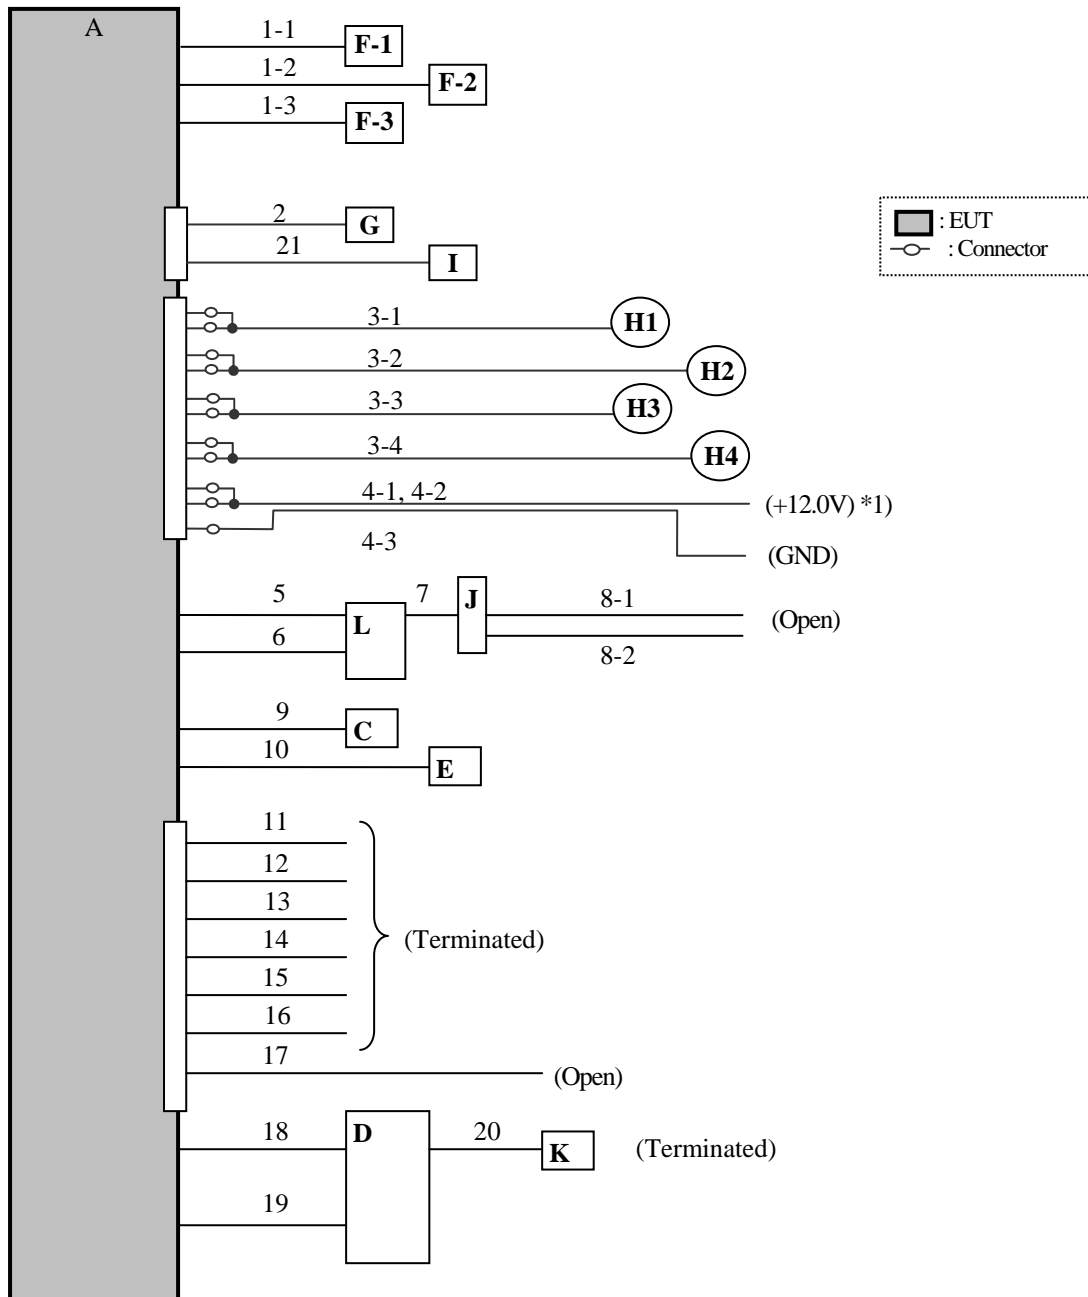 A
1-1
F-1
1-2
F-2
1-3
F-3
2
G
21
I
: EUT
: Connector
3-1
H1
3-2
H2
3-3
H3
3-4
H4
4-1, 4-2
(+12.0V) *1)
4-3
(GND)
5
L
7
J
8-1
(Open)
6
8-2
9
C
10
E
11
12
13
14
(Terminated)
15
16
17
(Open)
18
D
20
K
(Terminated)
19